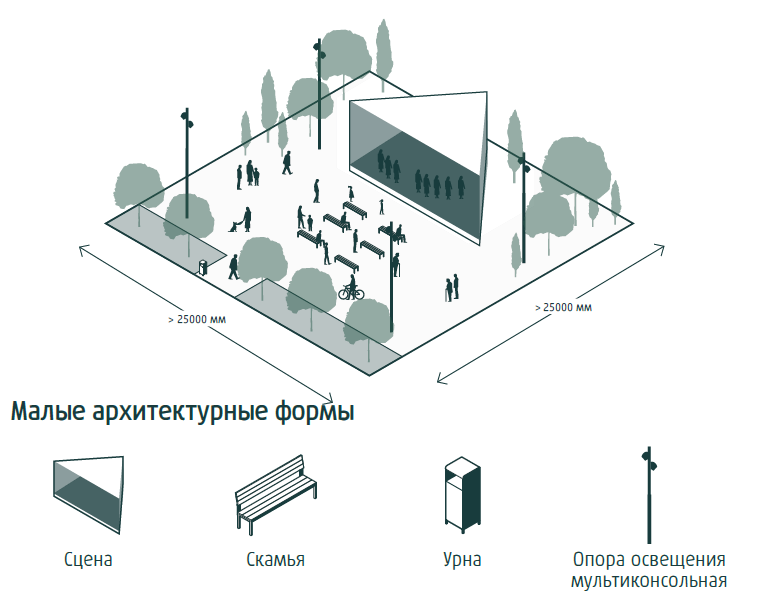 > 25000 мм
> 25000 мм
Малые архитектурные формы
Сцена
Скамья
Урна
Опора освещения
мультиконсольная